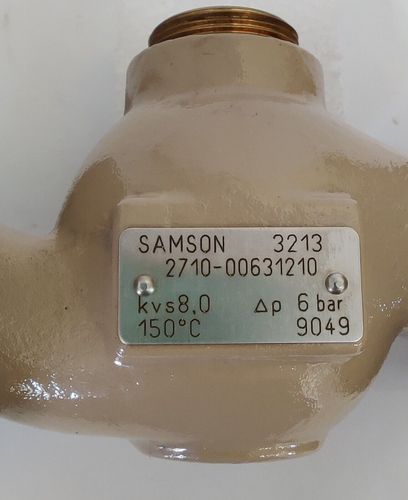 SAMSON 3213
2710-00631210
kvs8,0 Δp 6 bar
150°C 9049